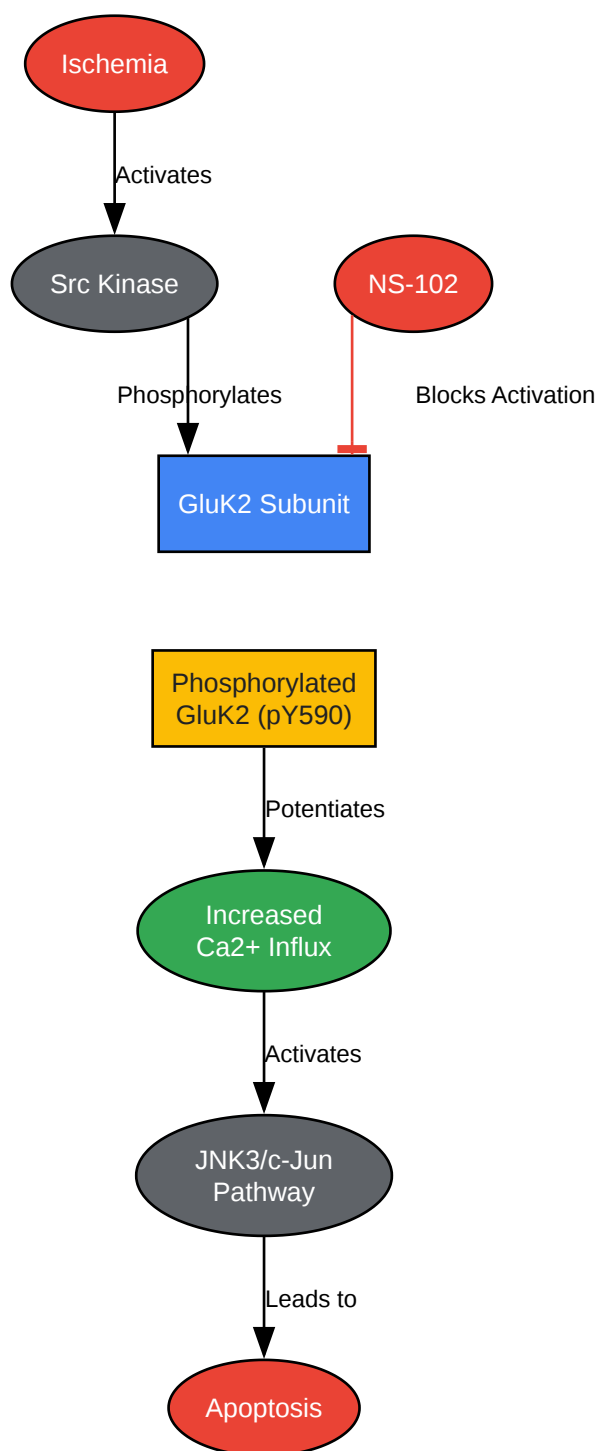 Ischemia
Activates
Src Kinase
NS-102
Phosphorylates
Blocks Activation
GluK2 Subunit
Phosphorylated
GluK2 (pY590)
Potentiates
Increased
Ca2+ Influx
Activates
JNK3/c-Jun
Pathway
Leads to
Apoptosis